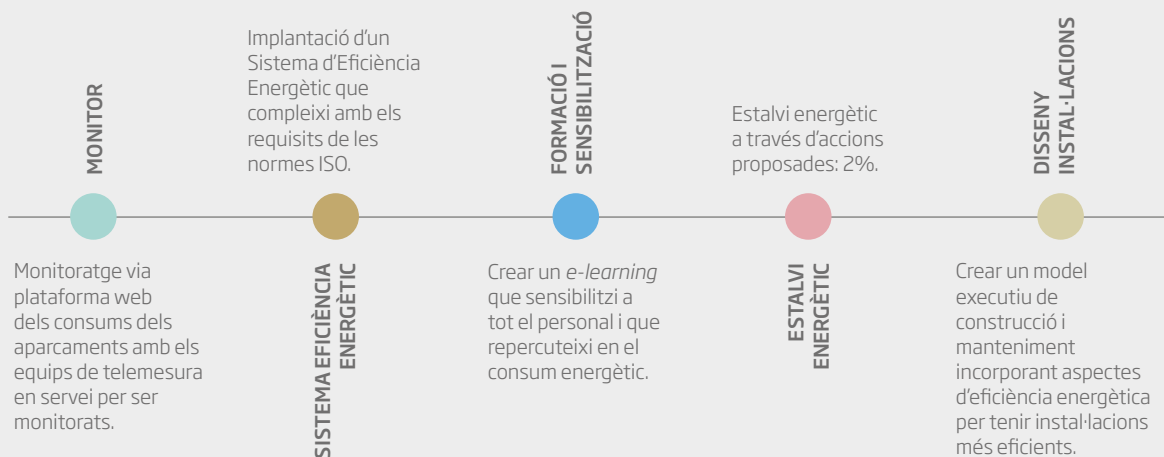 MONITOR
Monitoratge via
plataforma web
dels consums dels
aparcaments amb els
equips de telemesura
en servei per ser
monitorats.
Implantació d'un
Sistema d'Eficiència
Energètic que
compleixi amb els
requisits de les
normes ISO.
SISTEMA EFICIÈNCIA
ENERGÈTIC
FORMACIÓ I
SENSIBILITZACIÓ
Crear un e-learning
que sensibilitzi a
tot el personal i que
repercuteixi en el
consum energètic.
Estalvi energètic
a través d'accions
proposades: 2%.
ESTALVI
ENERGÈTIC
DISSENY
INSTAL·LACIONS
Crear un model
executiu de
construcció i
manteniment
incorporant aspectes
d'eficiència energètica
per tenir instal·lacions
més eficients.